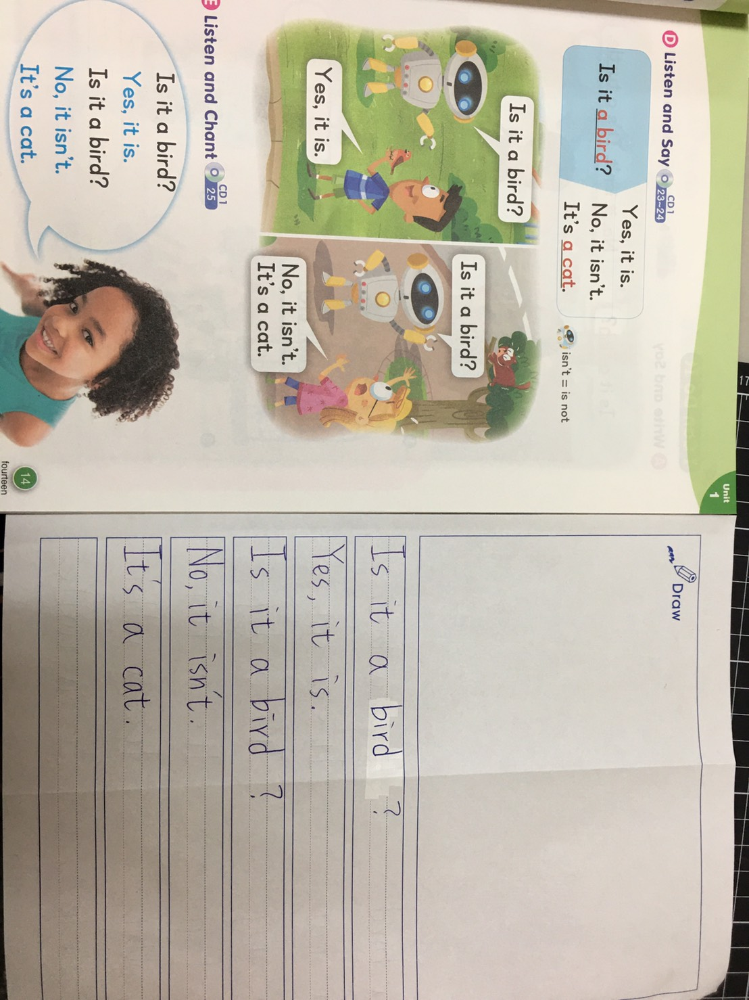 Unit
1
D Listen and Say CD1
23~24
Is it a bird?
Yes, it is.
No, it isn't.
It's a cat.
isn't = is not
Is it a bird?
Yes, it is.
Is it a bird?
No, it isn't.
It's a cat.
E Listen and Chant CD1
25
Is it a bird?
Yes, it is.
Is it a bird?
No, it isn't.
It's a cat.
14
fourteen
Draw
Is it a bird ?
Yes, it is.
Is it a bird ?
No, it isn't.
It's a cat.
17